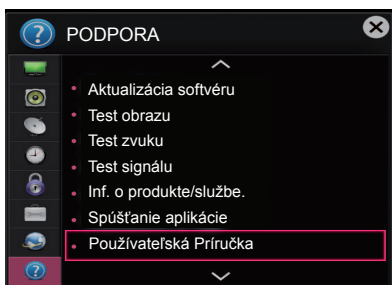 PODPORA
Aktualizácia softvéru
Test obrazu
Test zvuku
Test signálu
Inf. o produkte/službe.
Spúšťanie aplikácie
Používateľská Príručka